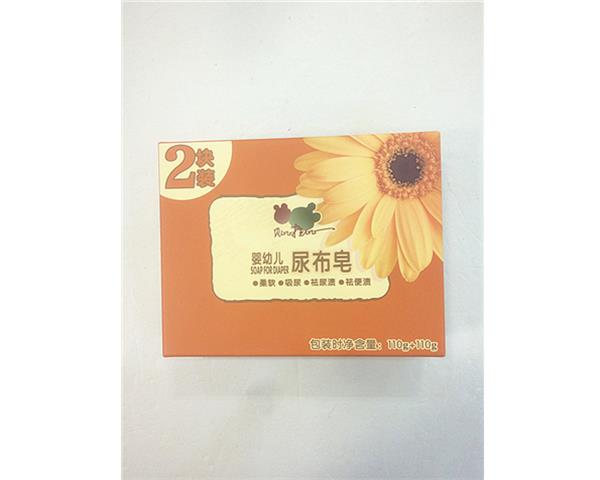 2块装
婴幼儿 尿布皂
SOAP FOR DIAPER
●柔软 ●吸尿 ●祛尿渍 ●祛便渍
包装时净含量: 110g+110g